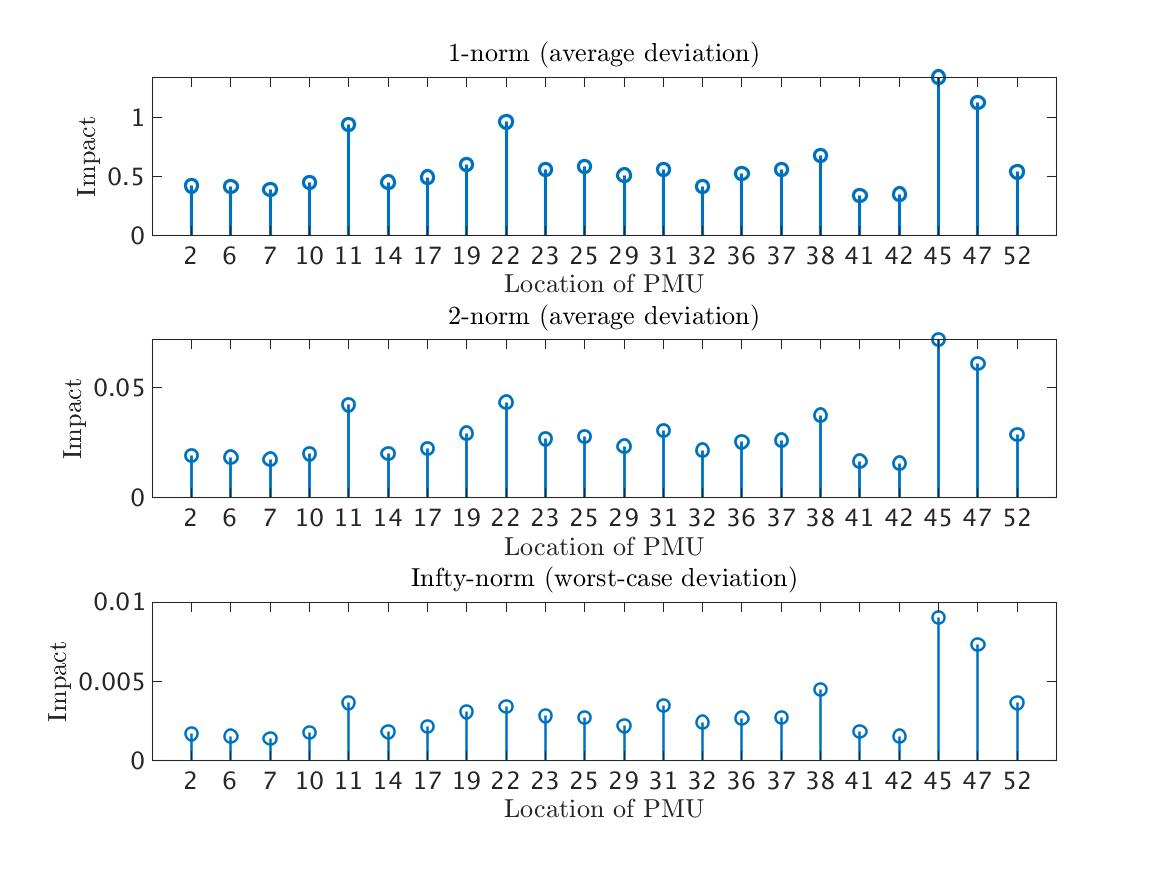 1-norm (average deviation)
Impact
1
0.5
0
2 6 7 10 11 14 17 19 22 23 25 29 31 32 36 37 38 41 42 45 47 52
Location of PMU
2-norm (average deviation)
Impact
0.05
0
2 6 7 10 11 14 17 19 22 23 25 29 31 32 36 37 38 41 42 45 47 52
Location of PMU
Infty-norm (worst-case deviation)
Impact
0.01
0.005
0
2 6 7 10 11 14 17 19 22 23 25 29 31 32 36 37 38 41 42 45 47 52
Location of PMU